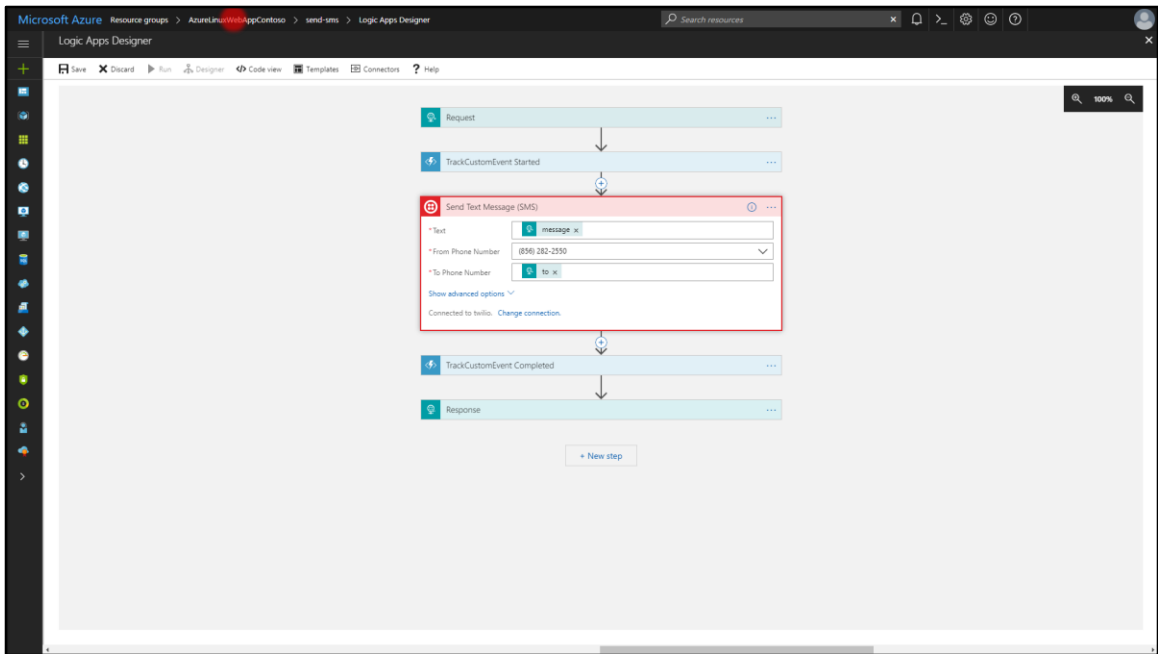 Microsoft Azure Resource groups > AzureLinuxWebAppContoso > send-sms > Logic Apps Designer Search resources
Logic Apps Designer
Save Discard Run Designer Code view Templates Connectors ? Help
100%
Request
TrackCustomEvent Started
Send Text Message (SMS)
*Text message x
*From Phone Number (856) 282-2550
*To Phone Number to x
Show advanced options
Connected to twilio. Change connection.
TrackCustomEvent Completed
Response
+ New step